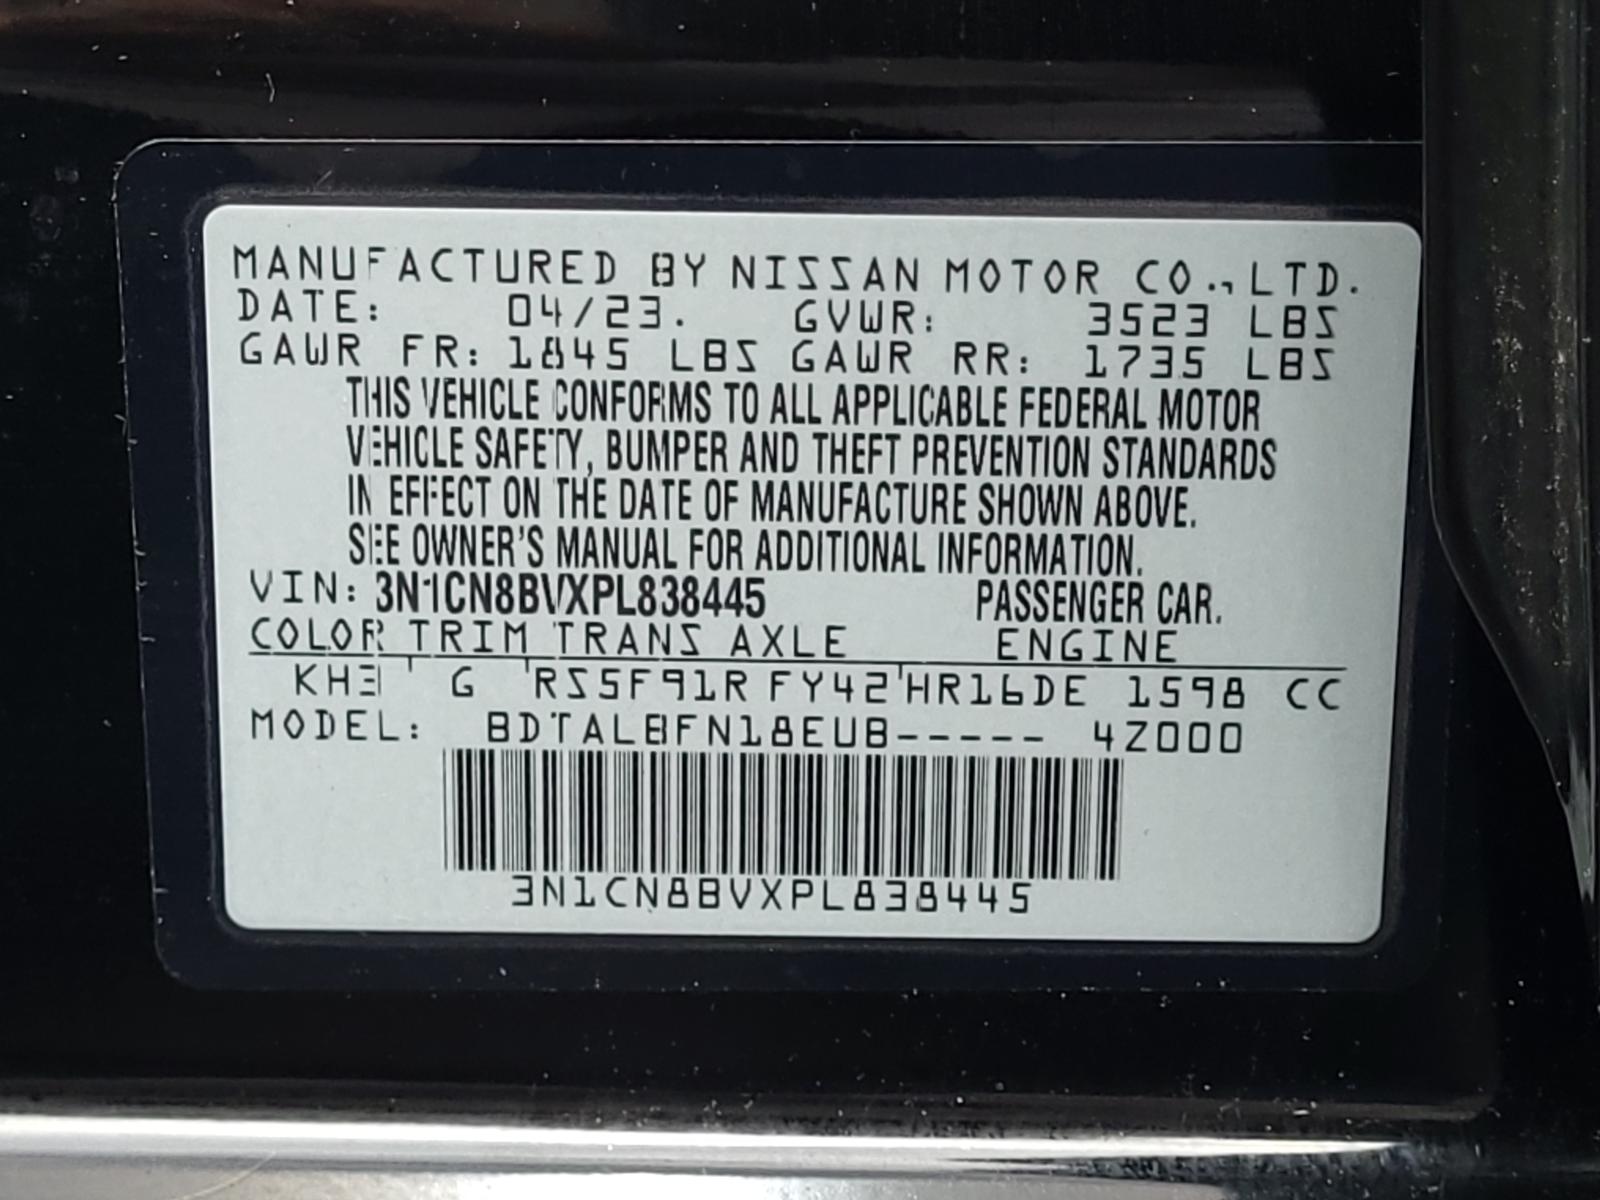 MANUFACTURED BY NISSAN MOTOR CO., LTD.
DATE: 04/23. GVWR: 3523 LBS
GAWR FR: 1845 LBS GAWR RR: 1735 LBS
THIS VEHICLE CONFORMS TO ALL APPLICABLE FEDERAL MOTOR
VEHICLE SAFETY, BUMPER AND THEFT PREVENTION STANDARDS
IN EFFECT ON THE DATE OF MANUFACTURE SHOWN ABOVE.
SEE OWNER'S MANUAL FOR ADDITIONAL INFORMATION.
VIN: 3N1CN8BVXPL838445 PASSENGER CAR.
COLOR TRIM TRANS AXLE ENGINE
KH3 G RS5F91R FY42 HR16DE 1598 CC
MODEL: BDTALBFN18EUB----- 4Z000
3N1CN8BVXPL838445